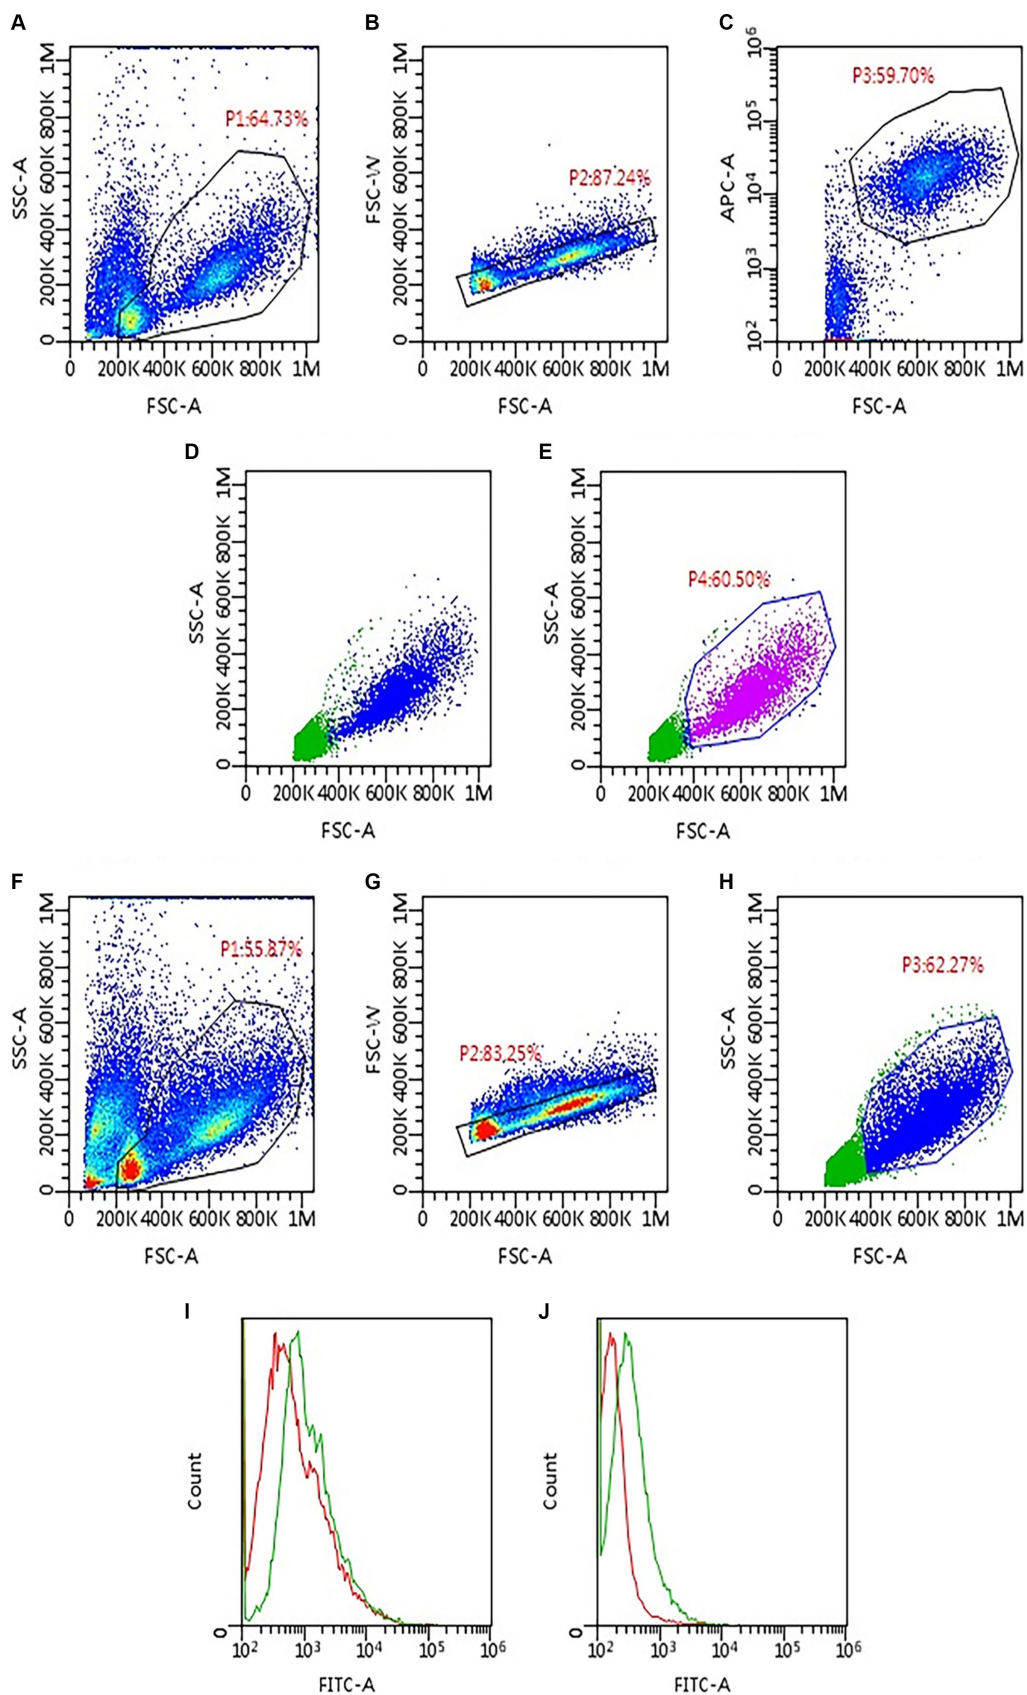 A
B
C
P1:64.73%
SSC-A
0 200K 400K 600K 800K 1M
0 200K 400K 600K 800K 1M
FSC-A
P2:87.24%
FSC-W
0 200K 400K 600K 800K 1M
0 200K 400K 600K 800K 1M
FSC-A
P3:59.70%
APC-A
10² 10³ 10⁴ 10⁵ 10⁶
0 200K 400K 600K 800K 1M
FSC-A
D
E
SSC-A
0 200K 400K 600K 800K 1M
0 200K 400K 600K 800K 1M
FSC-A
P4:60.50%
SSC-A
0 200K 400K 600K 800K 1M
0 200K 400K 600K 800K 1M
FSC-A
F
G
H
P1:55.87%
SSC-A
0 200K 400K 600K 800K 1M
0 200K 400K 600K 800K 1M
FSC-A
P2:83.25%
FSC-W
0 200K 400K 600K 800K 1M
0 200K 400K 600K 800K 1M
FSC-A
P3:62.27%
SSC-A
0 200K 400K 600K 800K 1M
0 200K 400K 600K 800K 1M
FSC-A
I
J
Count
0
10² 10³ 10⁴ 10⁵ 10⁶
FITC-A
Count
0
10² 10³ 10⁴ 10⁵ 10⁶
FITC-A